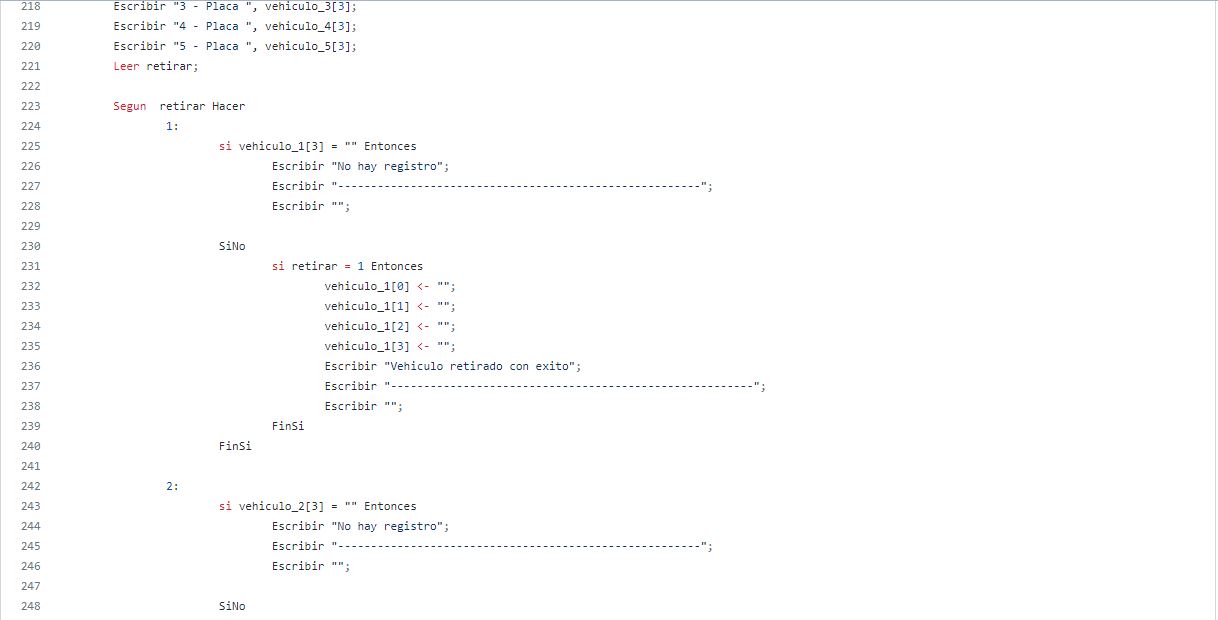 218 Escribir "3 - Placa ", vehiculo_3[3];
219 Escribir "4 - Placa ", vehiculo_4[3];
220 Escribir "5 - Placa ", vehiculo_5[3];
221 Leer retirar;
222
223 Segun  retirar Hacer
224 1:
225 si vehiculo_1[3] = "" Entonces
226 Escribir "No hay registro";
227 Escribir "-------------------------------------------------------";
228 Escribir "";
229
230 SiNo
231 si retirar = 1 Entonces
232 vehiculo_1[0] <- "";
233 vehiculo_1[1] <- "";
234 vehiculo_1[2] <- "";
235 vehiculo_1[3] <- "";
236 Escribir "Vehiculo retirado con exito";
237 Escribir "-------------------------------------------------------";
238 Escribir "";
239 FinSi
240 FinSi
241
242 2:
243 si vehiculo_2[3] = "" Entonces
244 Escribir "No hay registro";
245 Escribir "-------------------------------------------------------";
246 Escribir "";
247
248 SiNo